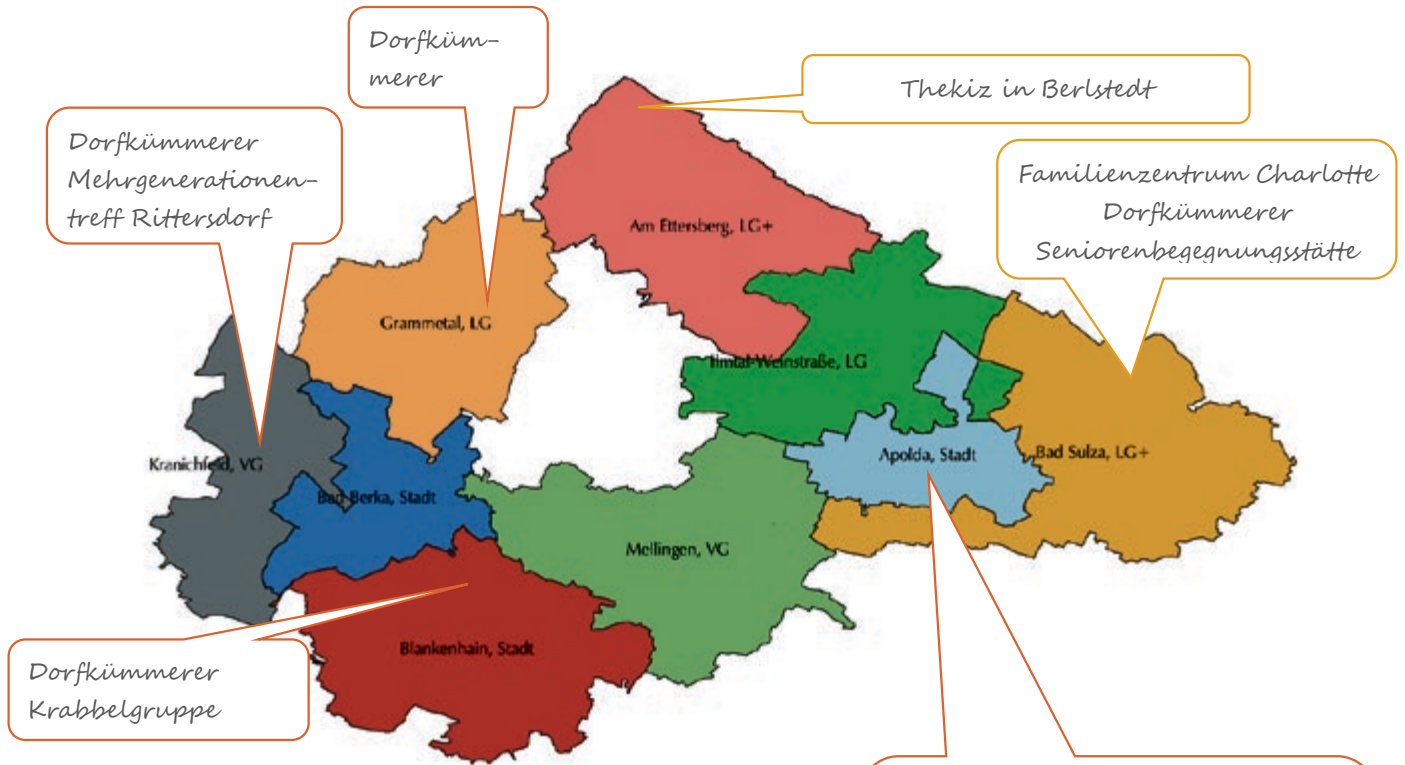 Dorfküm-
merer
Thekiz in Berlstedt
Dorfkümmerer
Mehrgenerationen-
treff Rittersdorf
Familienzentrum Charlotte
Dorfkümmerer
Seniorenbegegnungsstätte
Am Ettersberg, LG+
Grammetal, LG
Ilmtal-Weinstraße, LG
Kranichfeld, VG
Bad Berka, Stadt
Apolda, Stadt
Bad Sulza, LG+
Mellingen, VG
Blankenhain, Stadt
Dorfkümmerer
Krabbelgruppe